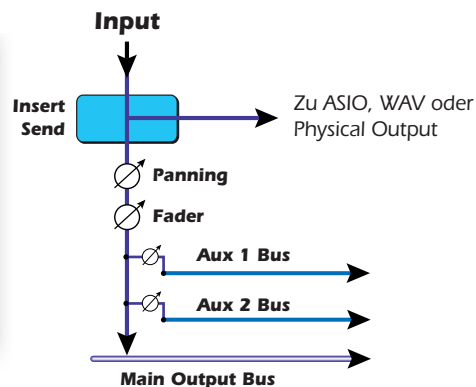 Input
Insert
Send
Zu ASIO, WAV oder
Physical Output
Panning
Fader
Aux 1 Bus
Aux 2 Bus
Main Output Bus